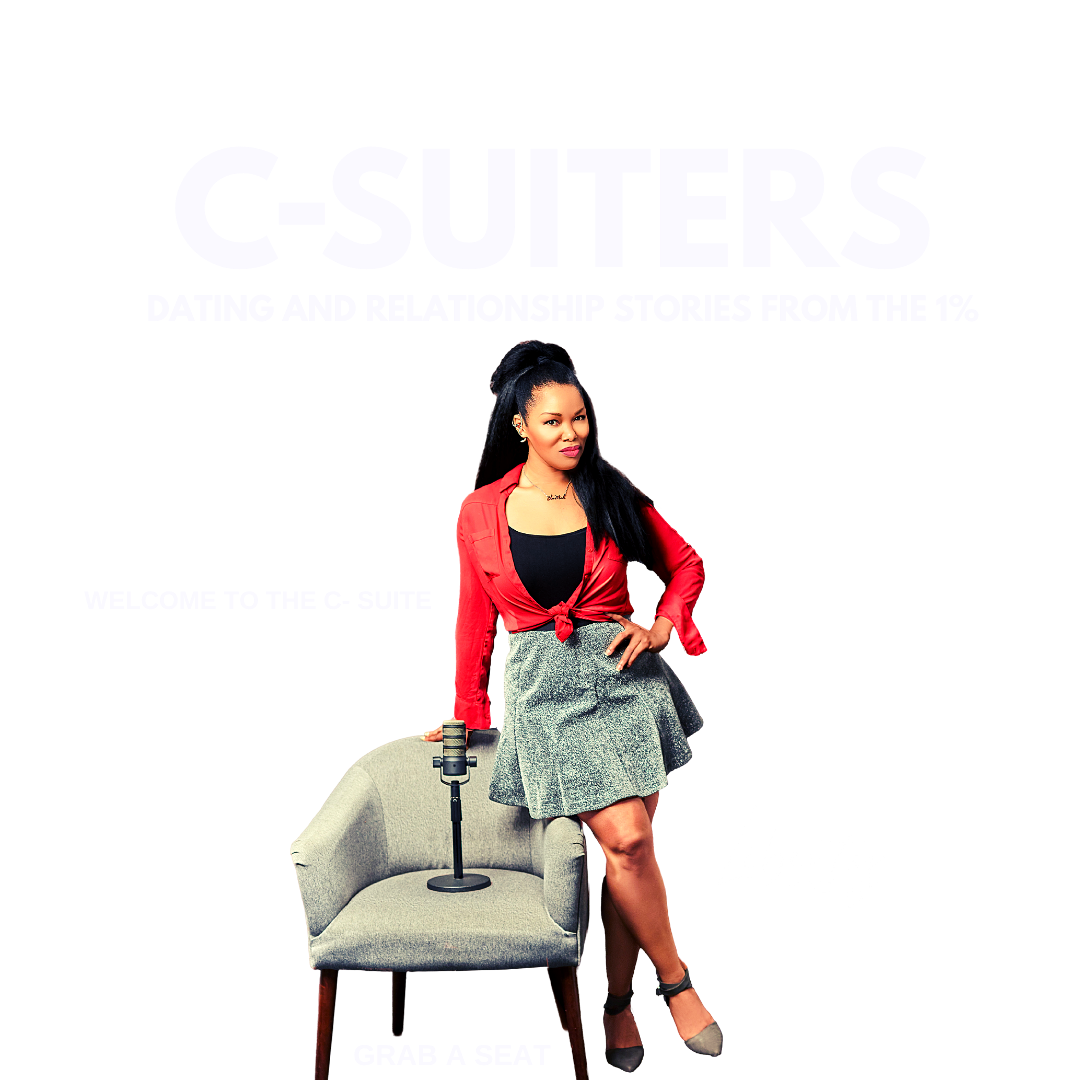 C-SUITERS
DATING AND RELATIONSHIP STORIES FROM THE 1%
WELCOME TO THE C- SUITE
GRAB A SEAT